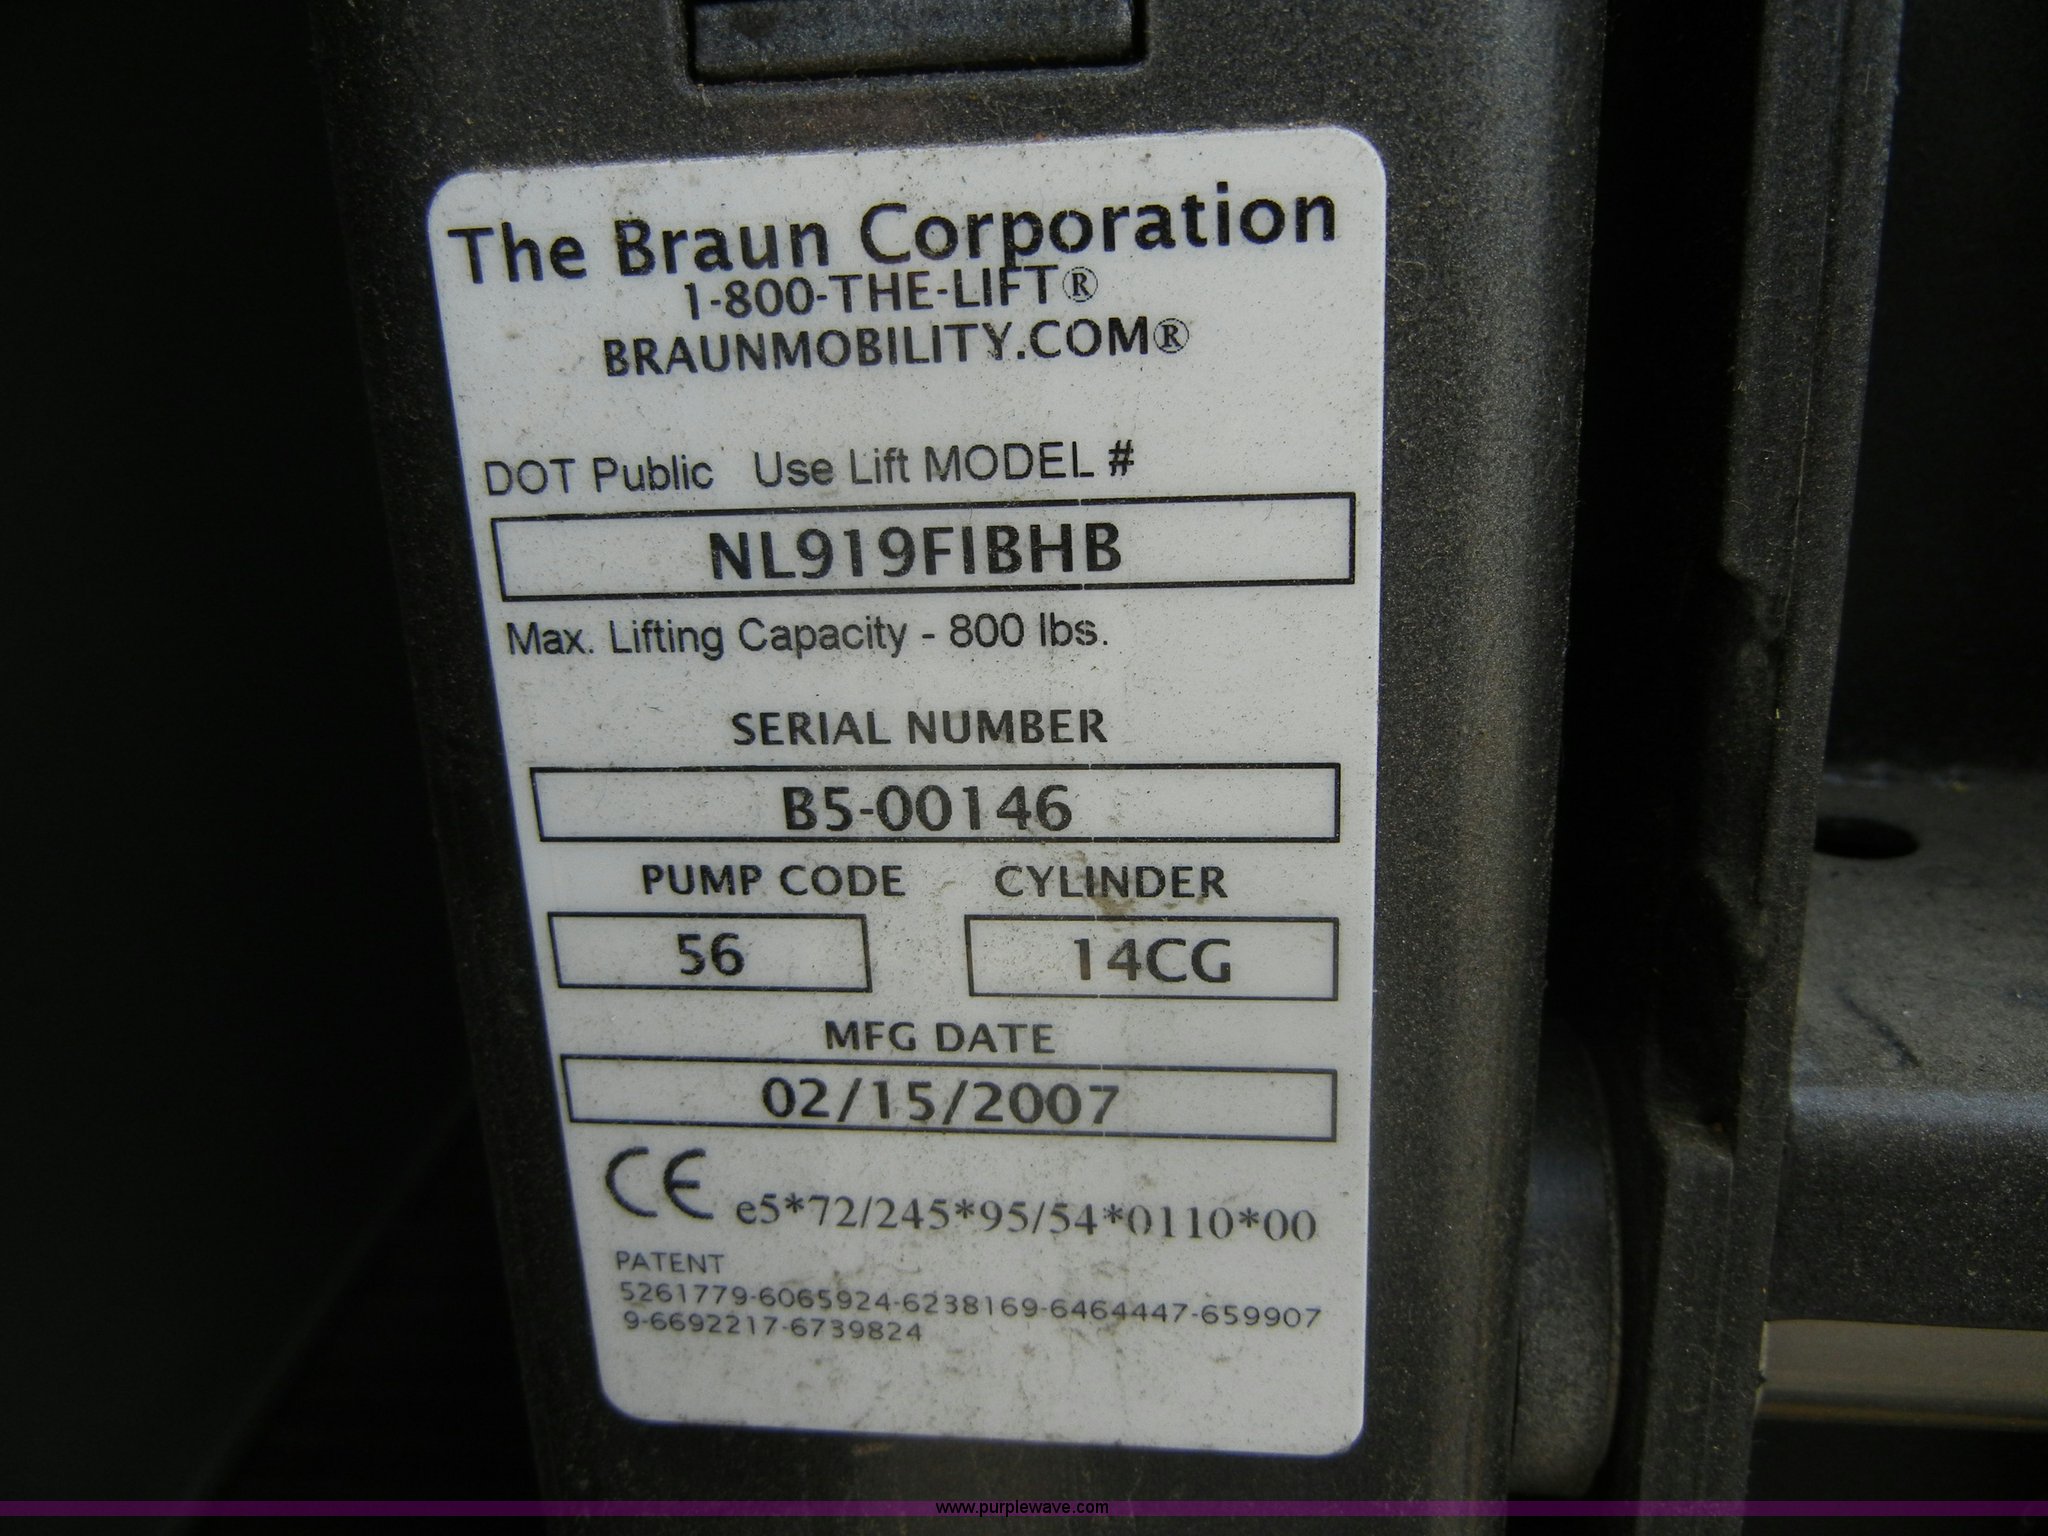 The Braun Corporation
1-800-THE-LIFT®
BRAUNMOBILITY.COM®
DOT Public Use Lift MODEL #
NL919FIBHB
Max. Lifting Capacity - 800 lbs.
SERIAL NUMBER
B5-00146
PUMP CODE CYLINDER
56 14CG
MFG DATE
02/15/2007
CE e5*72/245*95/54*0110*00
PATENT
5261779-6065924-6238169-6464447-659907
9-6692217-6739824
www.purplewave.com